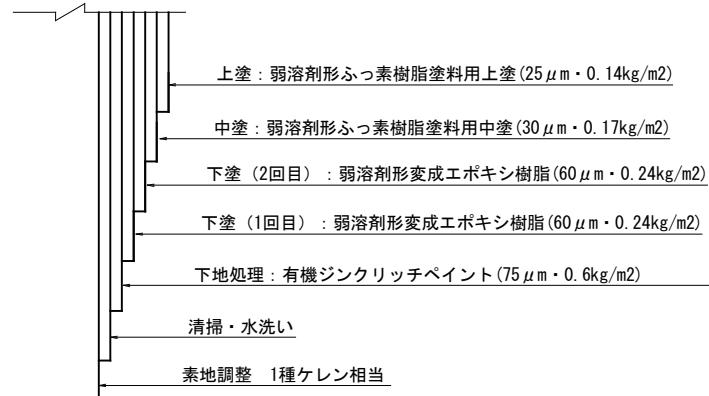 上塗：弱溶剤形ふっ素樹脂塗料用上塗(25μm・0.14kg/m2)
中塗：弱溶剤形ふっ素樹脂塗料用中塗(30μm・0.17kg/m2)
下塗（2回目）：弱溶剤形変成エポキシ樹脂(60μm・0.24kg/m2)
下塗（1回目）：弱溶剤形変成エポキシ樹脂(60μm・0.24kg/m2)
下地処理：有機ジンクリッチペイント(75μm・0.6kg/m2)
清掃・水洗い
素地調整　1種ケレン相当